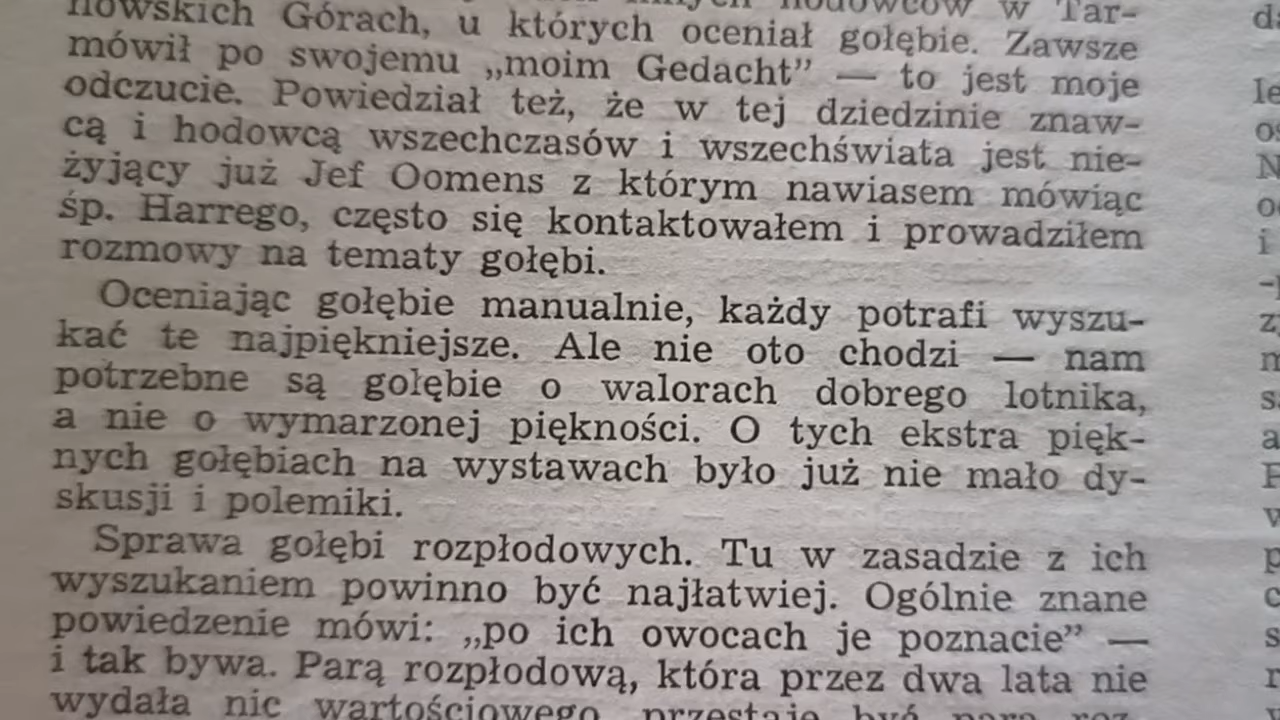 nowskich Górach, u których oceniał gołębie. Zawsze
mówił po swojemu „moim Gedacht” — to jest moje
odczucie. Powiedział też, że w tej dziedzinie znaw-
cą i hodowcą wszechczasów i wszechświata jest nie-
żyjący już Jef Oomens z którym nawiasem mówiąc
śp. Harrego, często się kontaktowałem i prowadziłem
rozmowy na tematy gołębi.
Oceniając gołębie manualnie, każdy potrafi wyszu-
kać te najpiękniejsze. Ale nie oto chodzi — nam
potrzebne są gołębie o walorach dobrego lotnika,
a nie o wymarzonej piękności. O tych ekstra pięk-
nych gołębiach na wystawach było już nie mało dy-
skusji i polemiki.
Sprawa gołębi rozpłodowych. Tu w zasadzie z ich
wyszukaniem powinno być najłatwiej. Ogólnie znane
powiedzenie mówi: „po ich owocach je poznacie” —
i tak bywa. Parą rozpłodową, która przez dwa lata nie
wydała nic wartościowego przestaje być parą roz-